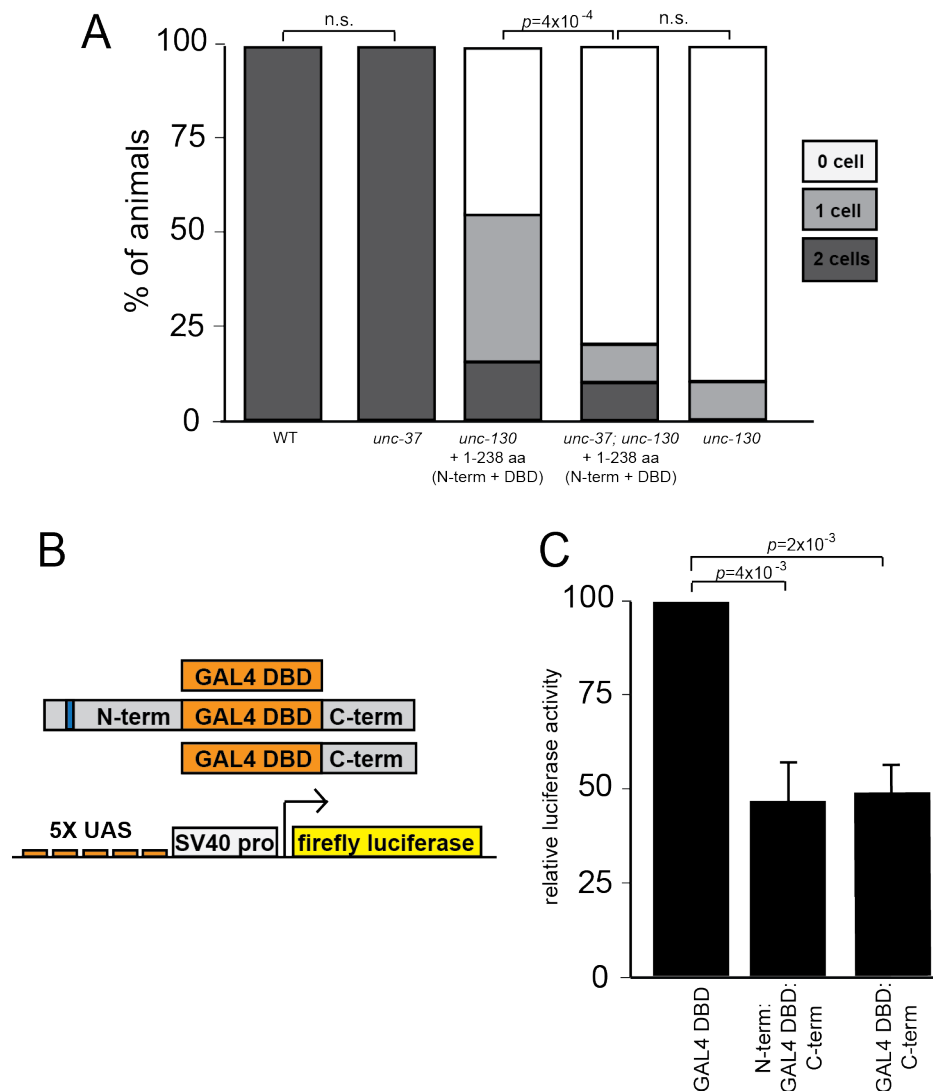 A
n.s.
p=4x10-4
n.s.
100
75
50
25
0
% of animals
0 cell
1 cell
2 cells
WT
unc-37
unc-130
+ 1-238 aa
(N-term + DBD)
unc-37; unc-130
+ 1-238 aa
(N-term + DBD)
unc-130
B
GAL4 DBD
N-term GAL4 DBD C-term
GAL4 DBD C-term
5X UAS
SV40 pro
firefly luciferase
C
p=2x10-3
p=4x10-3
100
75
50
25
0
relative luciferase activity
GAL4 DBD
N-term:
GAL4 DBD:
C-term
GAL4 DBD:
C-term